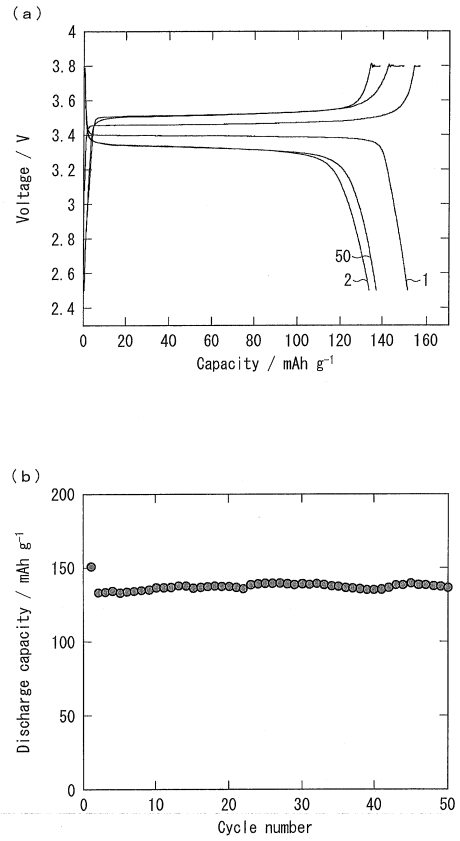 (a)
4
3.8
3.6
3.4
3.2
3
2.8
2.6
2.4
Voltage / V
50
2
1
0 20 40 60 80 100 120 140 160
Capacity / mAh g⁻¹
(b)
200
150
100
50
0
Discharge capacity / mAh g⁻¹
0 10 20 30 40 50
Cycle number